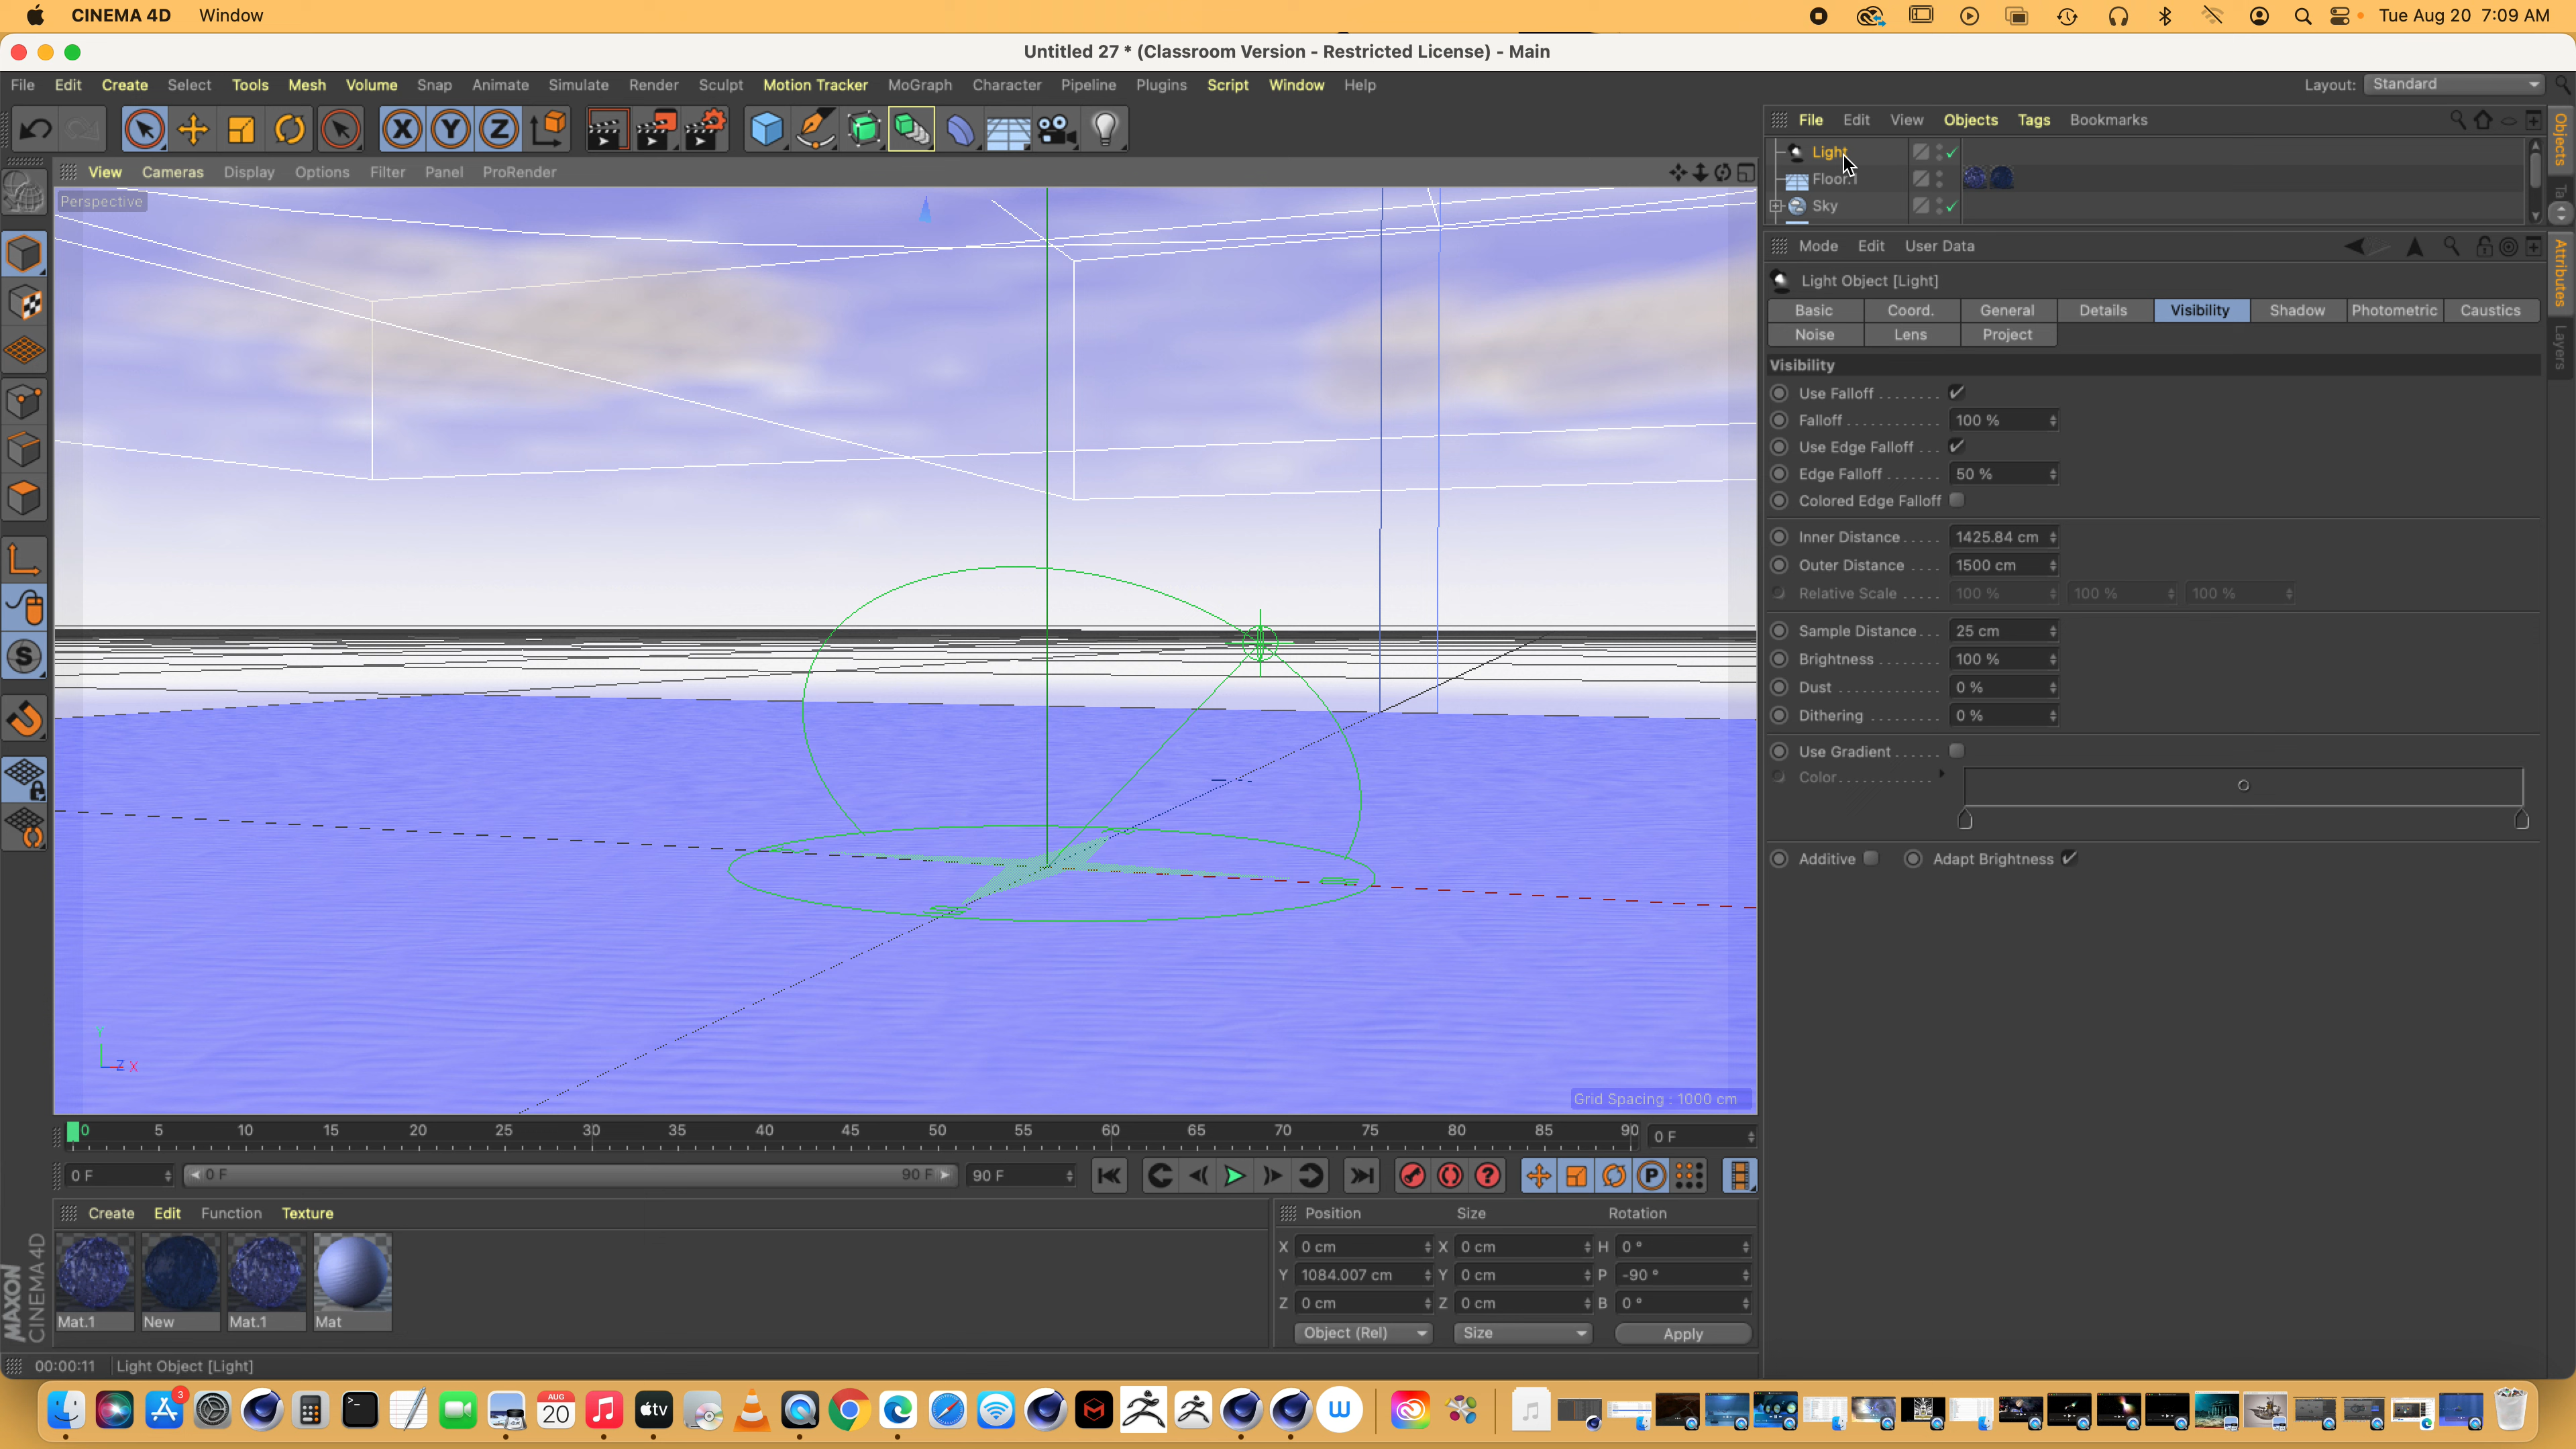 CINEMA 4D Window Tue Aug 20 7:09 AM
Untitled 27 * (Classroom Version - Restricted License) - Main
File Edit Create Select Tools Mesh Volume Snap Animate Simulate Render Sculpt Motion Tracker MoGraph Character Pipeline Plugins Script Window Help Layout: Standard
File Edit View Objects Tags Bookmarks
Objects
View Cameras Display Options Filter Panel ProRender
Perspective
Light
Floor.1
Sky
Ta
Mode Edit User Data
Attributes
Layers
Light Object [Light]
Basic Coord. General Details Visibility Shadow Photometric Caustics
Noise Lens Project
Visibility
Use Falloff . . . . . . . .
Falloff . . . . . . . . . . . . 100 %
Use Edge Falloff . . .
Edge Falloff . . . . . . . 50 %
Colored Edge Falloff
Inner Distance . . . . . 1425.84 cm
Outer Distance . . . . 1500 cm
Relative Scale . . . . . 100 % 100 % 100 %
Sample Distance . . . 25 cm
Brightness . . . . . . . . 100 %
Dust . . . . . . . . . . . . . 0 %
Dithering . . . . . . . . . 0 %
Use Gradient . . . . . .
Color. . . . . . . . . . . . .
Additive Adapt Brightness
Y
Z X
Grid Spacing : 1000 cm
0 5 10 15 20 25 30 35 40 45 50 55 60 65 70 75 80 85 90 0 F
0 F 0 F 90 F 90 F
Create Edit Function Texture
Position Size Rotation
X 0 cm X 0 cm H 0 °
Y 1084.007 cm Y 0 cm P -90 °
Z 0 cm Z 0 cm B 0 °
Object (Rel) Size Apply
Mat.1 New Mat.1 Mat
MAXON
CINEMA 4D
00:00:11 Light Object [Light]
3
AUG
20
tv